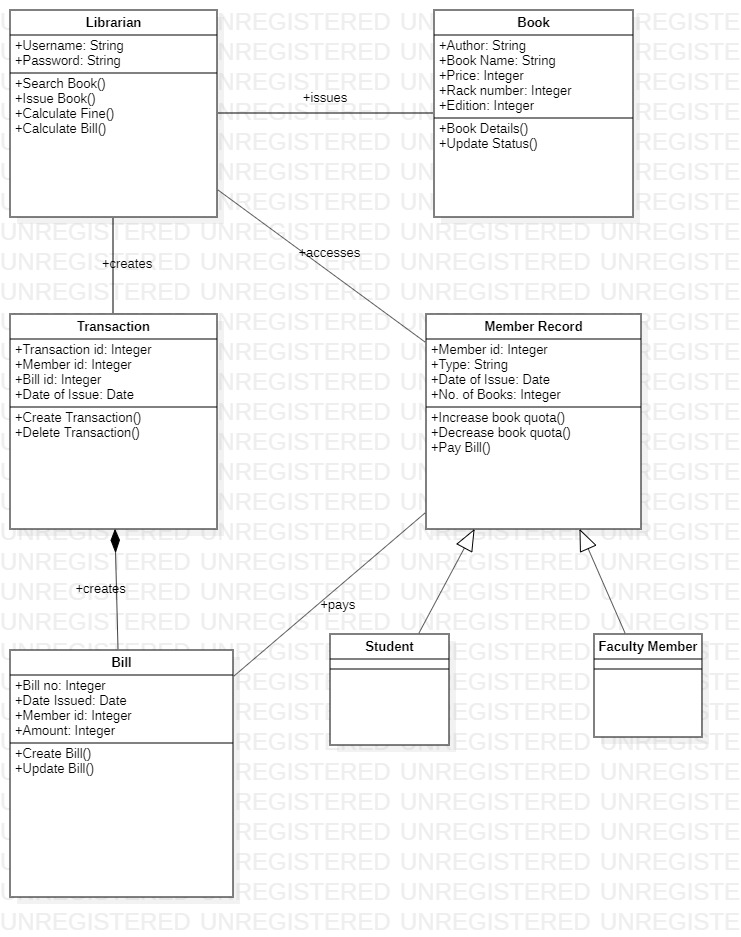 Librarian
+Username: String
+Password: String
+Search Book()
+Issue Book()
+Calculate Fine()
+Calculate Bill()
+issues
Book
+Author: String
+Book Name: String
+Price: Integer
+Rack number: Integer
+Edition: Integer
+Book Details()
+Update Status()
+creates
+accesses
Transaction
+Transaction id: Integer
+Member id: Integer
+Bill id: Integer
+Date of Issue: Date
+Create Transaction()
+Delete Transaction()
Member Record
+Member id: Integer
+Type: String
+Date of Issue: Date
+No. of Books: Integer
+Increase book quota()
+Decrease book quota()
+Pay Bill()
+creates
+pays
Bill
+Bill no: Integer
+Date Issued: Date
+Member id: Integer
+Amount: Integer
+Create Bill()
+Update Bill()
Student
Faculty Member
UNREGISTERED